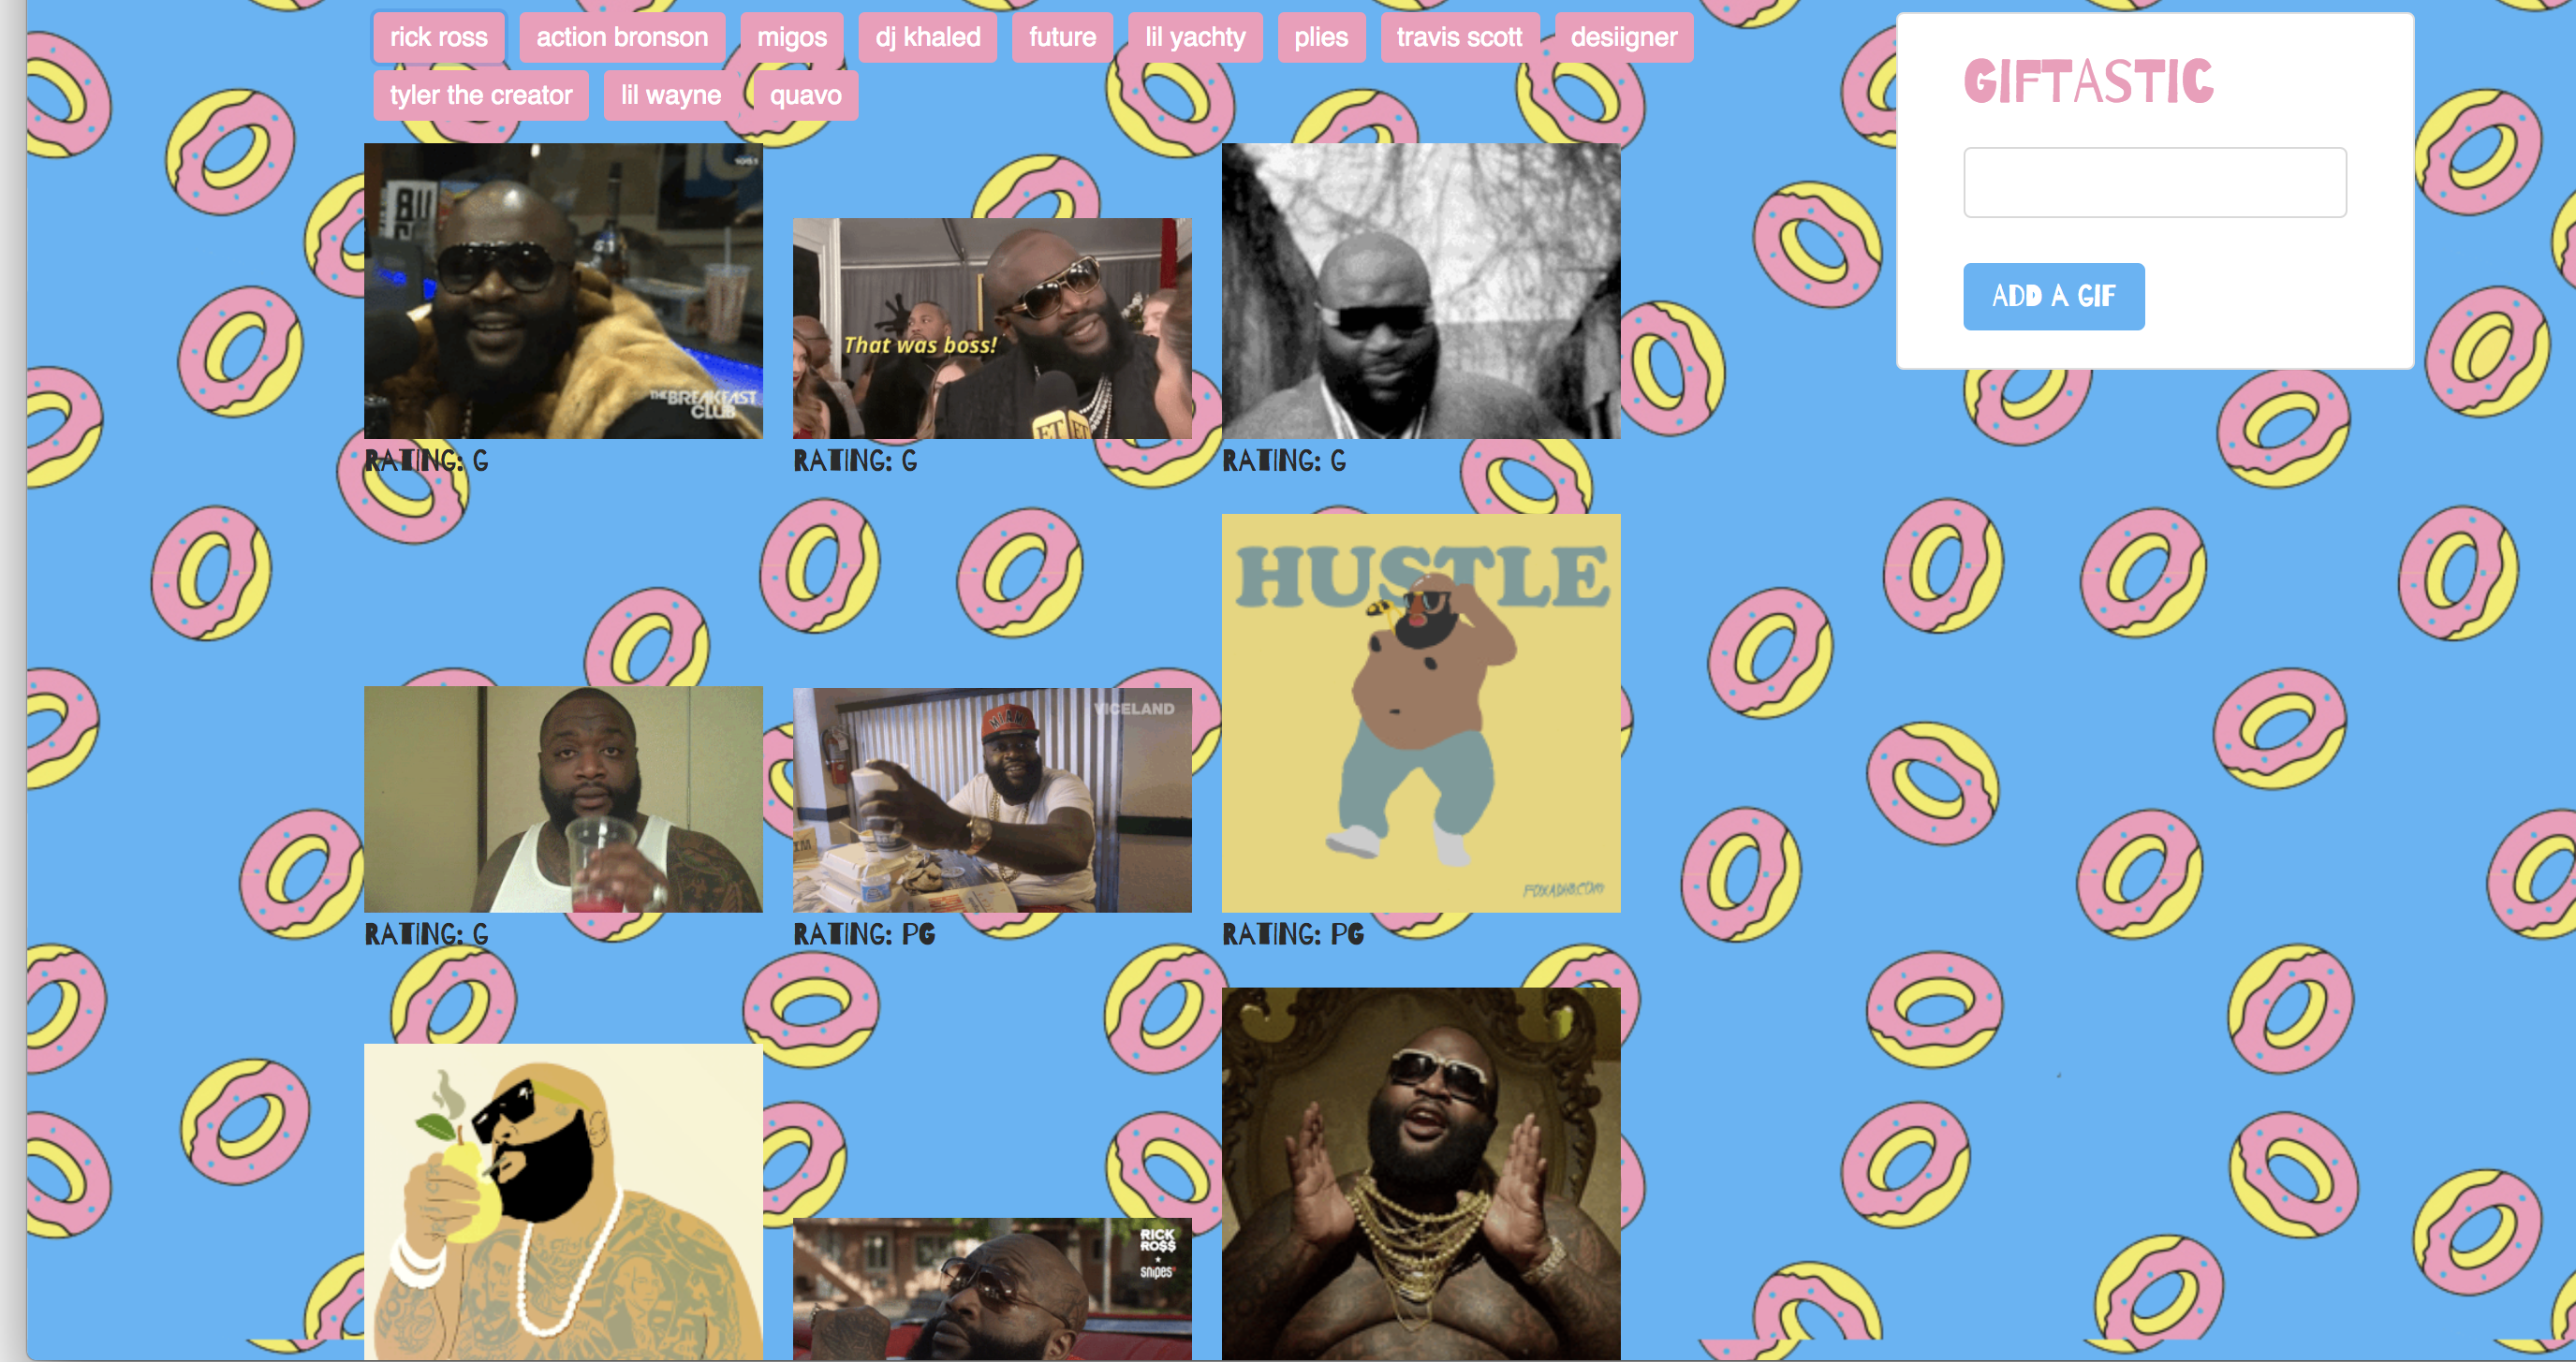 rick ross
action bronson
migos
dj khaled
future
lil yachty
plies
travis scott
desiigner
tyler the creator
lil wayne
quavo
GIFTASTIC
ADD A GIF
THE BREAKFAST
CLUB
That was boss!
ET
RATING: G
RATING: G
RATING: G
VICELAND
MIAMI
HUSTLE
RATING: G
RATING: PG
RATING: PG
RICK
RO$$
+
snipes